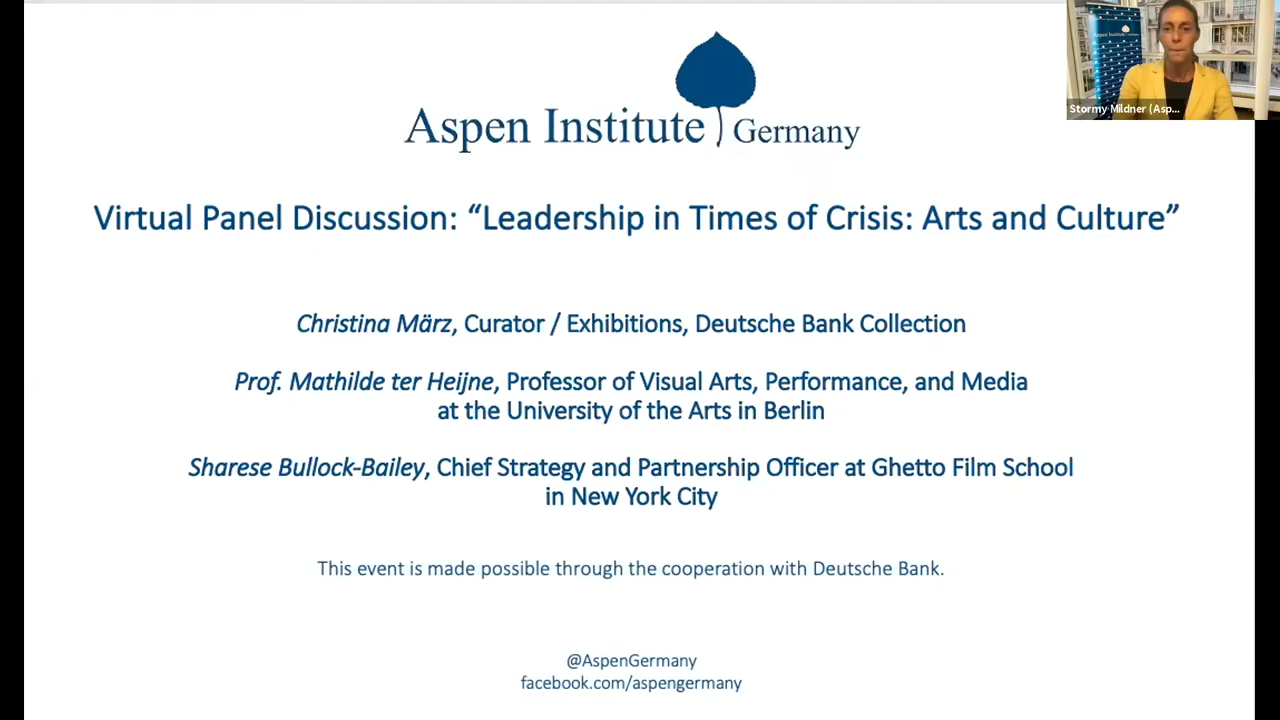 Aspen Institute Germany
Stormy Mildner (Asp...
Aspen Institute
Virtual Panel Discussion: “Leadership in Times of Crisis: Arts and Culture”
Christina März, Curator / Exhibitions, Deutsche Bank Collection
Prof. Mathilde ter Heijne, Professor of Visual Arts, Performance, and Media
at the University of the Arts in Berlin
Sharese Bullock-Bailey, Chief Strategy and Partnership Officer at Ghetto Film School
in New York City
This event is made possible through the cooperation with Deutsche Bank.
@AspenGermany
facebook.com/aspengermany